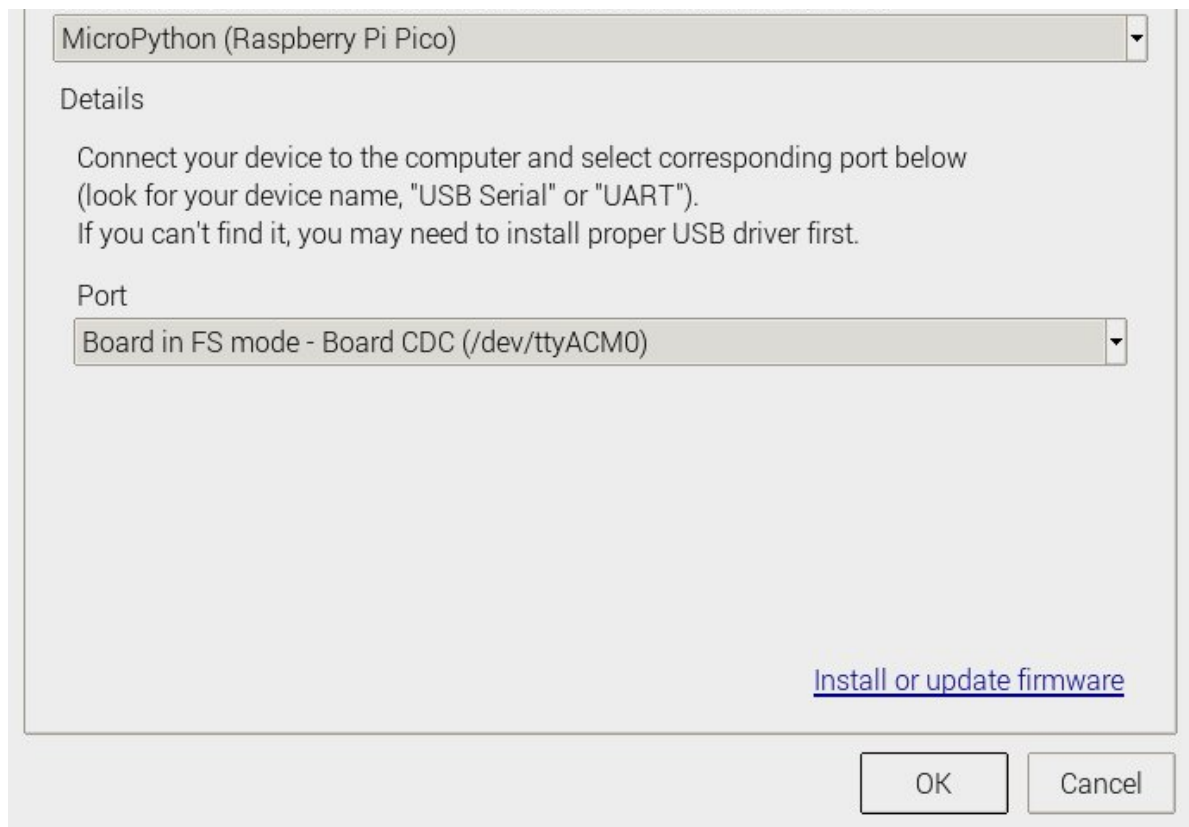 MicroPython (Raspberry Pi Pico)
Details
Connect your device to the computer and select corresponding port below
(look for your device name, "USB Serial" or "UART").
If you can't find it, you may need to install proper USB driver first.
Port
Board in FS mode - Board CDC (/dev/ttyACM0)
Install or update firmware
OK
Cancel